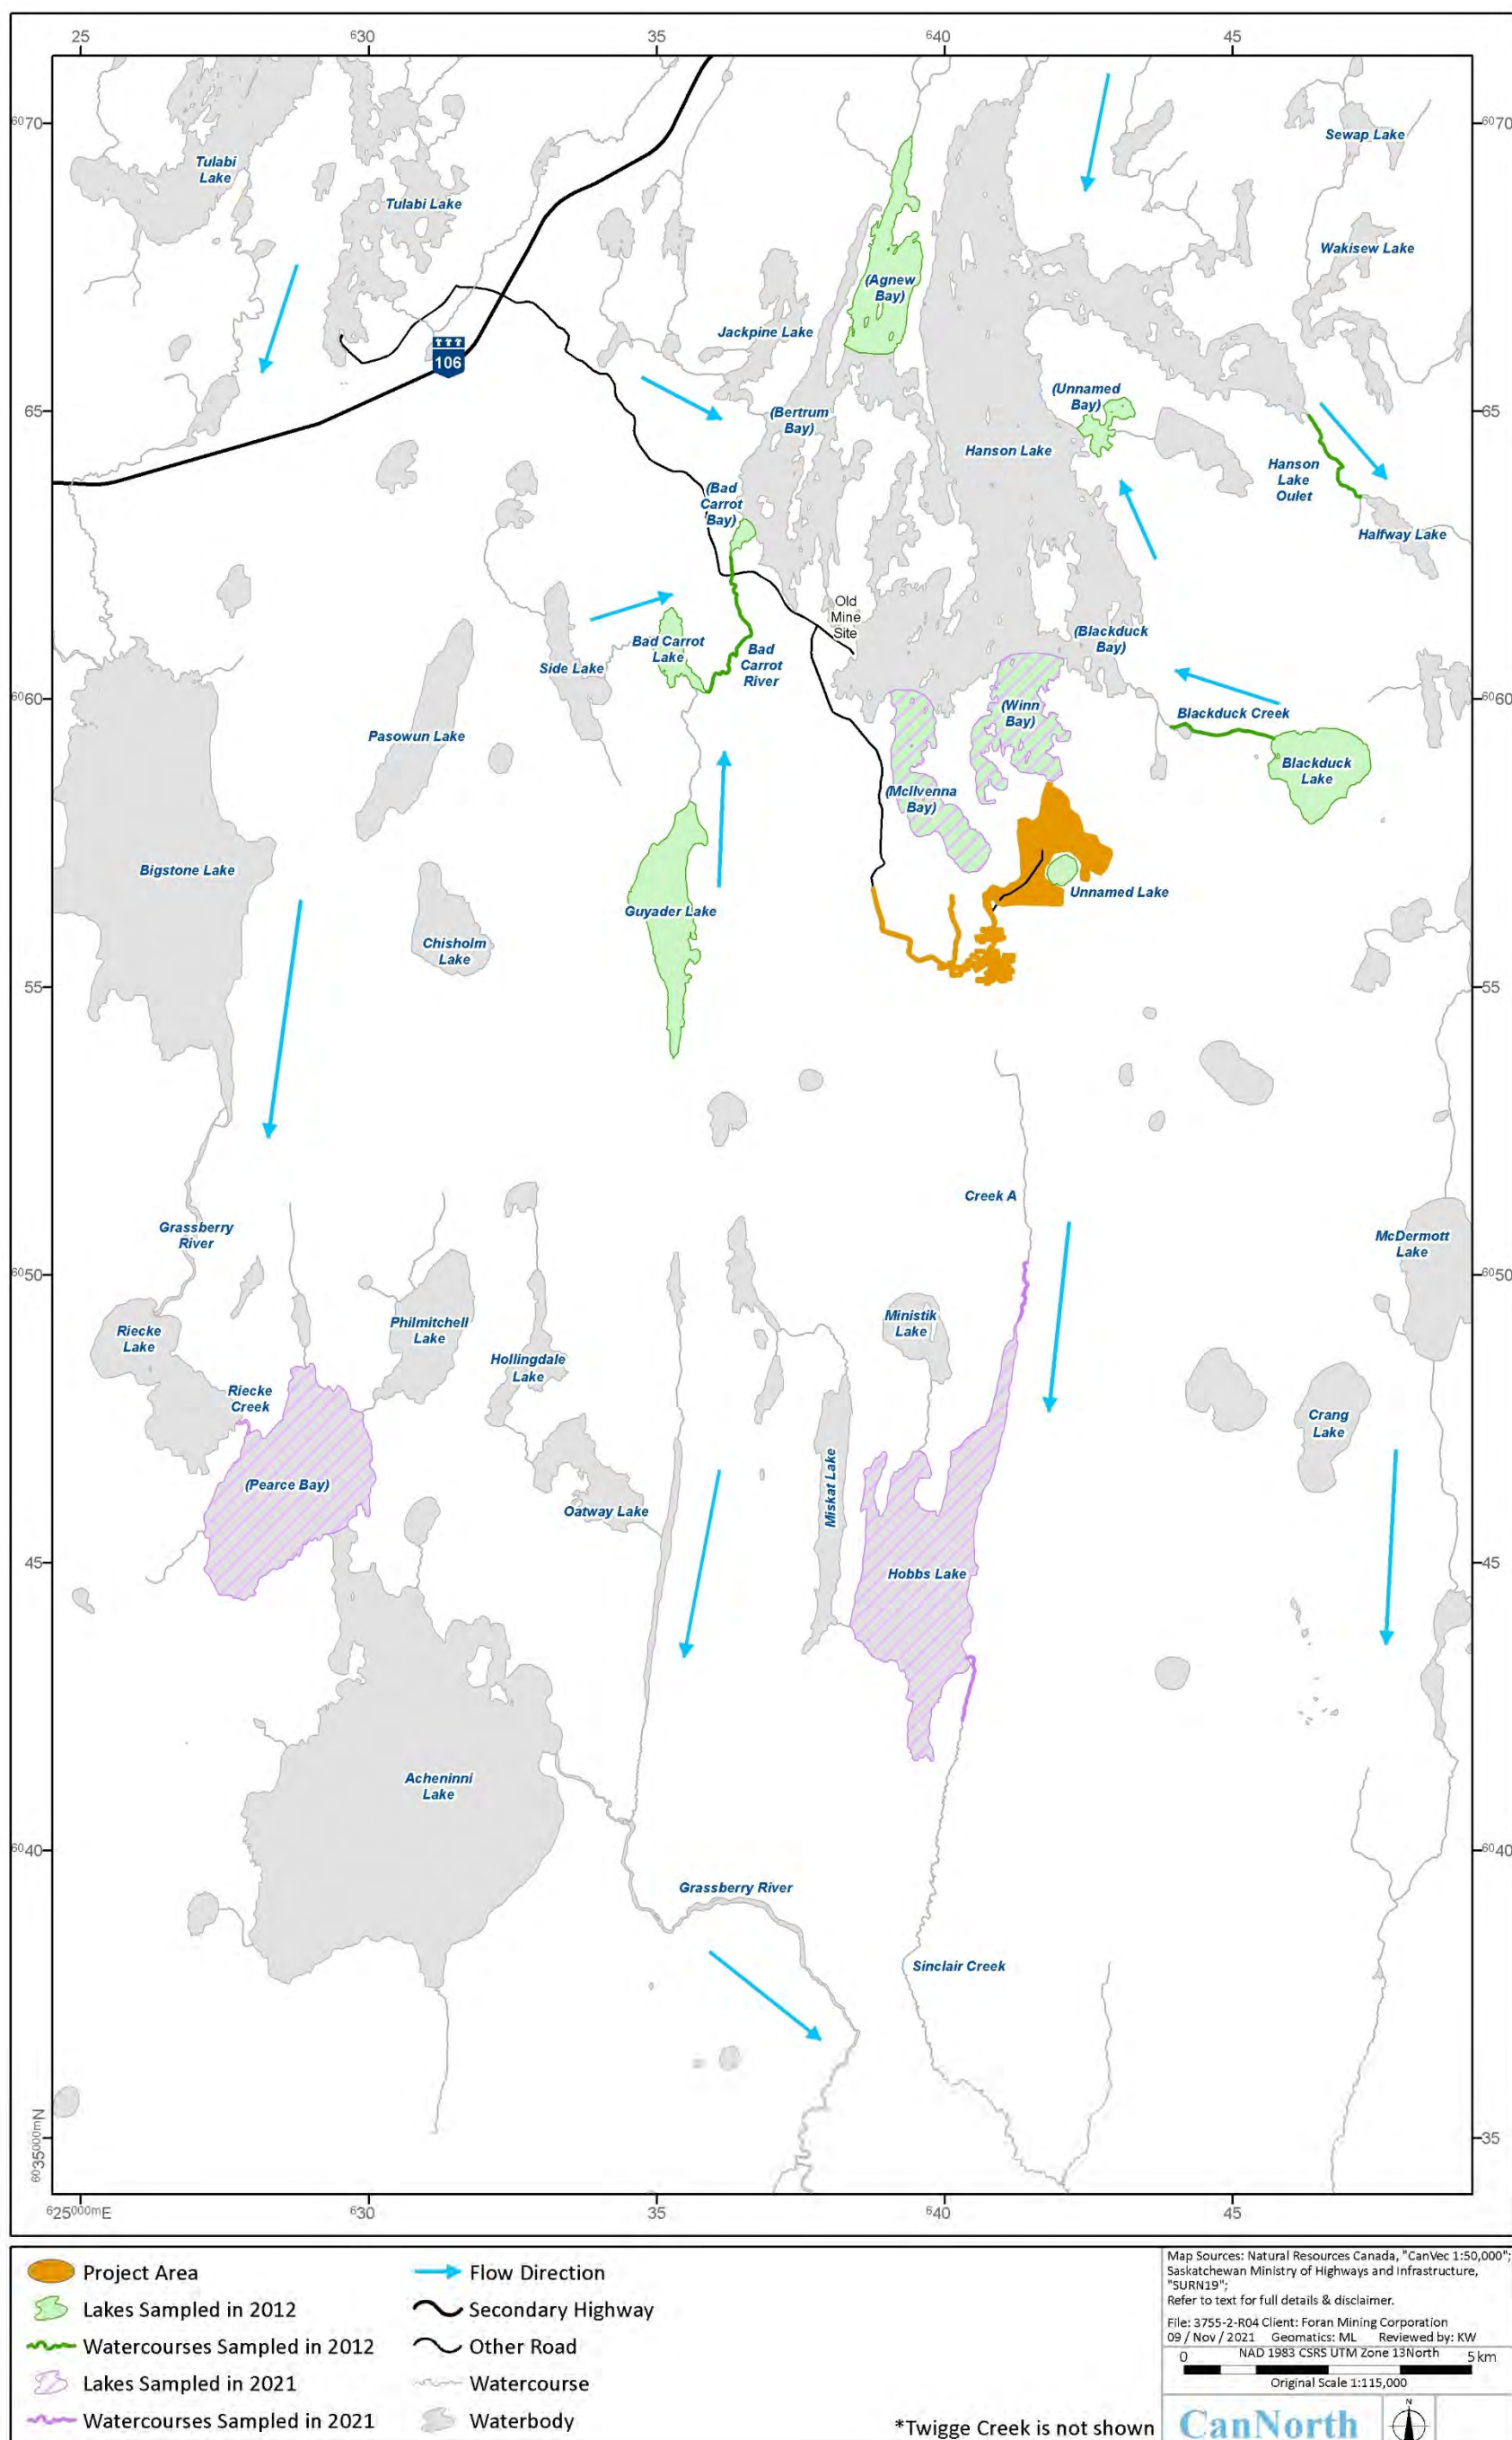 25
630
35
640
45
6070
6070
Sewap Lake
Tulabi
Lake
Tulabi Lake
Wakisew Lake
(Agnew
Bay)
Jackpine Lake
106
(Unnamed
Bay)
65
(Bertrum
Bay)
Hanson Lake
Hanson
Lake
Oulet
(Bad
Carrot
Bay)
Halfway Lake
Old
Mine
Site
(Blackduck
Bay)
Bad Carrot
Lake
Bad
Carrot
River
Side Lake
6060
6060
(Winn
Bay)
Blackduck Creek
Pasowun Lake
Blackduck
Lake
(McIlvenna
Bay)
Bigstone Lake
Unnamed Lake
Guyader Lake
Chisholm
Lake
55
55
Creek A
Grassberry
River
McDermott
Lake
6050
6050
Riecke
Lake
Philmitchell
Lake
Ministik
Lake
Hollingdale
Lake
Riecke
Creek
Crang
Lake
(Pearce Bay)
Miskat Lake
Oatway Lake
45
45
Hobbs Lake
Acheninni
Lake
6040
6040
Grassberry River
Sinclair Creek
6035000mN
35
625000mE
630
35
640
45
65
Project Area
Lakes Sampled in 2012
Watercourses Sampled in 2012
Lakes Sampled in 2021
Watercourses Sampled in 2021
Flow Direction
Secondary Highway
Other Road
Watercourse
Waterbody
*Twigge Creek is not shown
Map Sources: Natural Resources Canada, "CanVec 1:50,000";
Saskatchewan Ministry of Highways and Infrastructure,
"SURN19";
Refer to text for full details & disclaimer.
File: 3755-2-R04 Client: Foran Mining Corporation
09 / Nov / 2021 Geomatics: ML Reviewed by: KW
0 NAD 1983 CSRS UTM Zone 13North 5 km
Original Scale 1:115,000
CanNorth
N